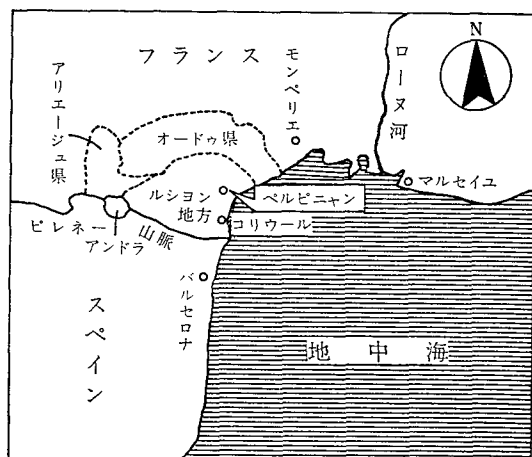 フランス
N
モンペリエ
ローヌ河
アリエージュ県
オードゥ県
マルセイユ
ルション
地方
ペルピニャン
コリウール
ピレネー
山脈
アンドラ
バルセロナ
スペイン
地中海